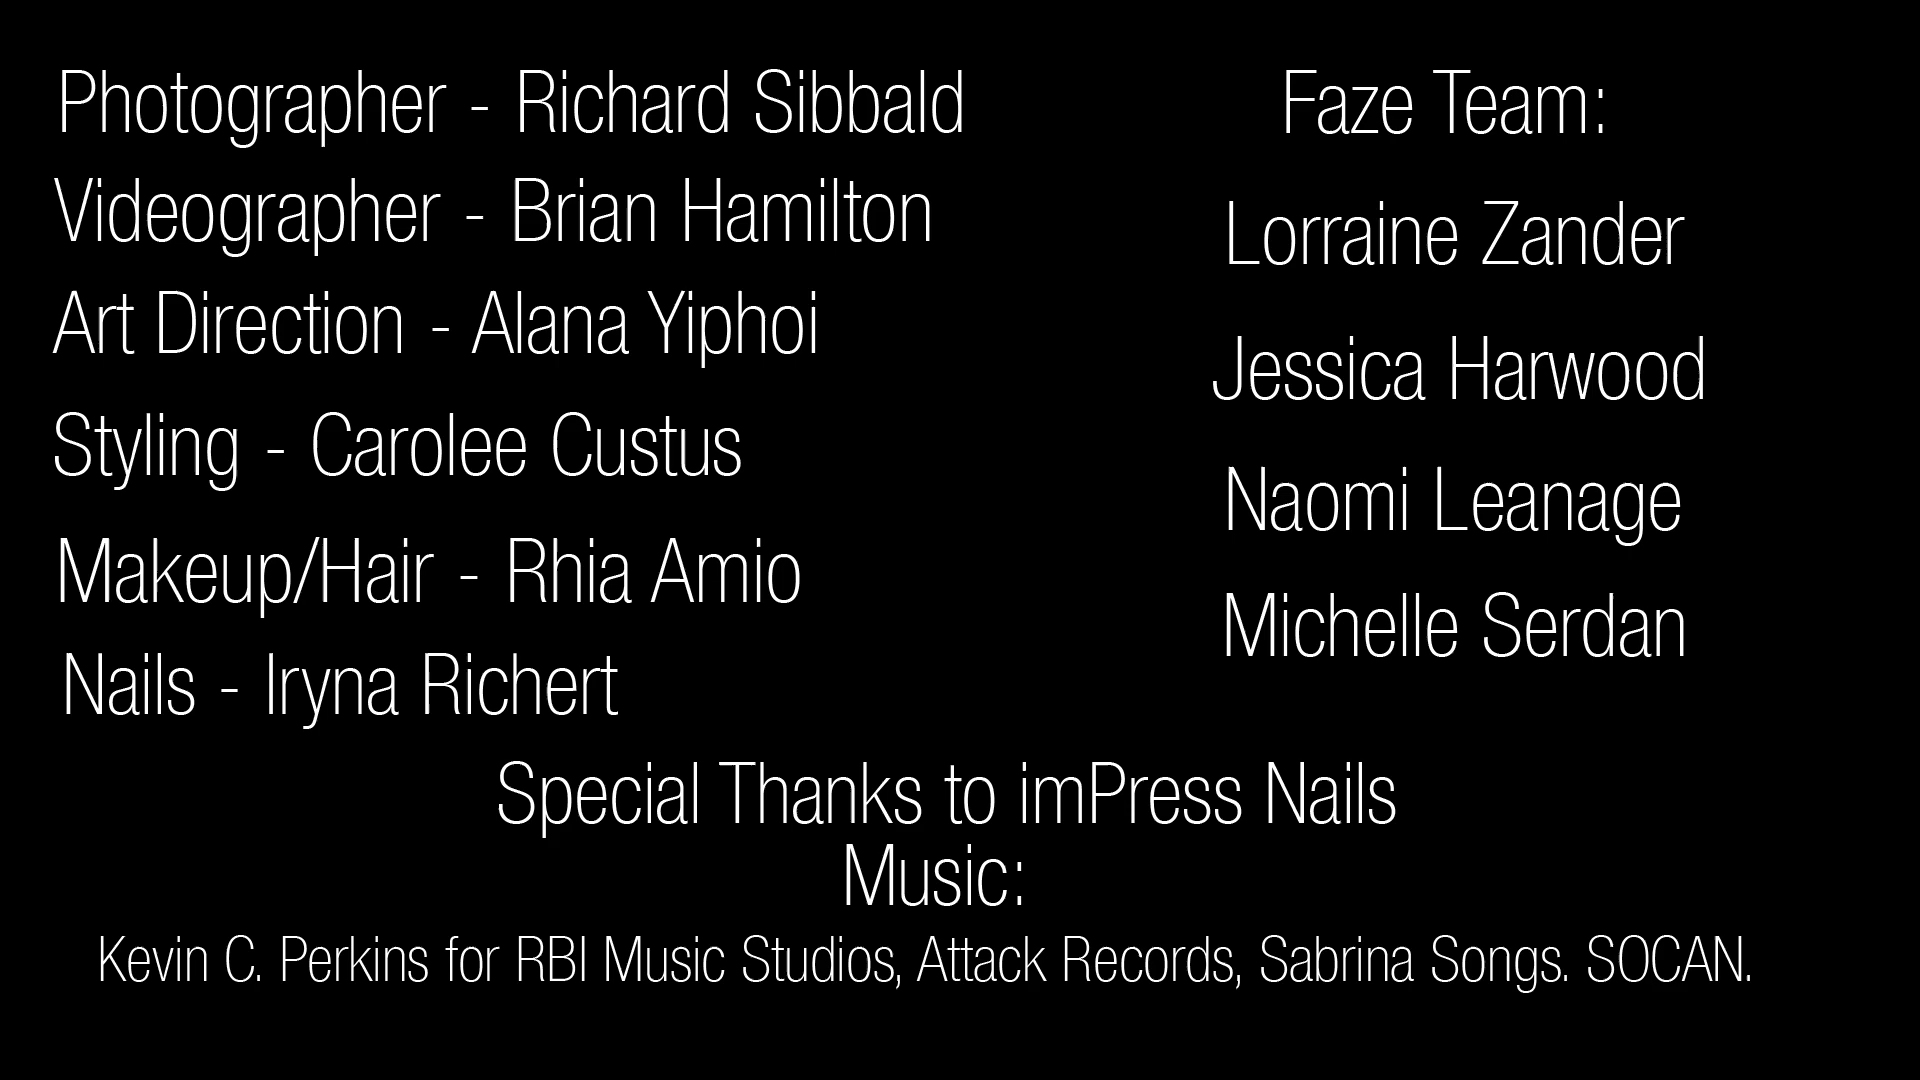 Photographer - Richard Sibbald
Videographer - Brian Hamilton
Art Direction - Alana Yiphoi
Styling - Carolee Custus
Makeup/Hair - Rhia Amio
Nails - Iryna Richert
Faze Team:
Lorraine Zander
Jessica Harwood
Naomi Leanage
Michelle Serdan
Special Thanks to imPress Nails
Music:
Kevin C. Perkins for RBI Music Studios, Attack Records, Sabrina Songs. SOCAN.